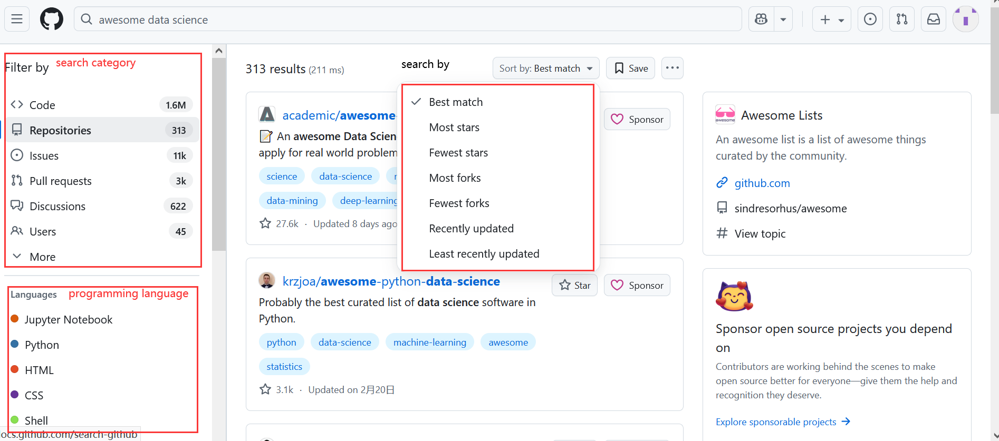 awesome data science
Filter by search category
Code 1.6M
Repositories 313
Issues 11k
Pull requests 3k
Discussions 622
Users 45
More
Languages programming language
Jupyter Notebook
Python
HTML
CSS
Shell
ocs.github.com/search-github
313 results (211 ms)
search by
Sort by: Best match
Save
Best match
Most stars
Fewest stars
Most forks
Fewest forks
Recently updated
Least recently updated
academic/awesome-
Sponsor
An awesome Data Scien
apply for real world problem
science data-science
data-mining deep-learning
27.6k · Updated 8 days ago
krzjoa/awesome-python-data-science
Star Sponsor
Probably the best curated list of data science software in
Python.
python data-science machine-learning awesome
statistics
3.1k · Updated on 2月20日
awesome
Awesome Lists
An awesome list is a list of awesome things
curated by the community.
github.com
sindresorhus/awesome
View topic
Sponsor open source projects you depend
on
Contributors are working behind the scenes to make
open source better for everyone—give them the help and
recognition they deserve.
Explore sponsorable projects →